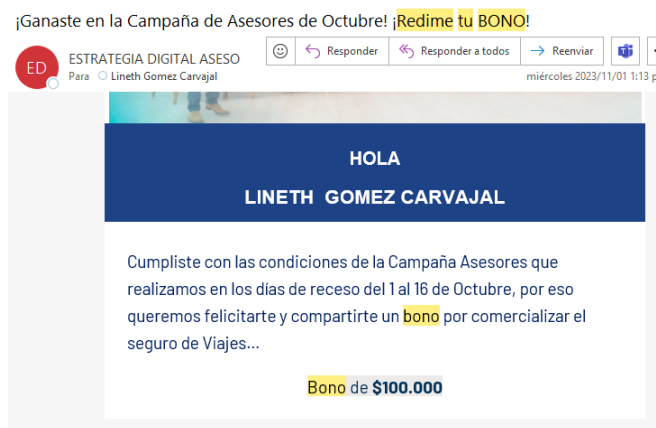 ¡Ganaste en la Campaña de Asesores de Octubre! ¡Redime tu BONO!
ED
ESTRATEGIA DIGITAL ASESO
Responder
Responder a todos
Reenviar
Para Lineth Gomez Carvajal
miércoles 2023/11/01 1:13 p
HOLA
LINETH GOMEZ CARVAJAL
Cumpliste con las condiciones de la Campaña Asesores que
realizamos en los días de receso del 1 al 16 de Octubre, por eso
queremos felicitarte y compartirte un bono por comercializar el
seguro de Viajes...
Bono de $100.000